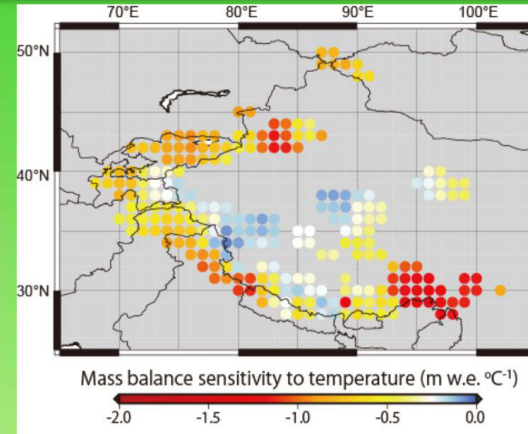 70°E 80°E 90°E 100°E
50°N
40°N
30°N
Mass balance sensitivity to temperature (m w.e. ºC⁻¹)
-2.0 -1.5 -1.0 -0.5 0.0